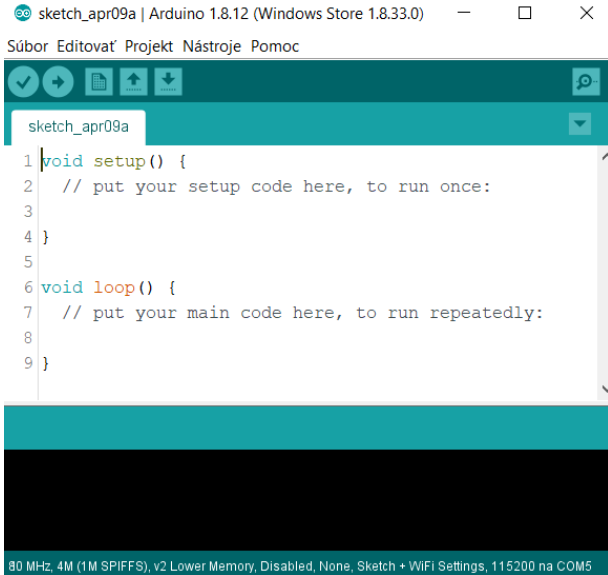 sketch_apr09a | Arduino 1.8.12 (Windows Store 1.8.33.0)
Súbor Editovať Projekt Nástroje Pomoc
sketch_apr09a
1 void setup() {
2   // put your setup code here, to run once:
3
4 }
5
6 void loop() {
7   // put your main code here, to run repeatedly:
8
9 }
80 MHz, 4M (1M SPIFFS), v2 Lower Memory, Disabled, None, Sketch + WiFi Settings, 115200 na COM5